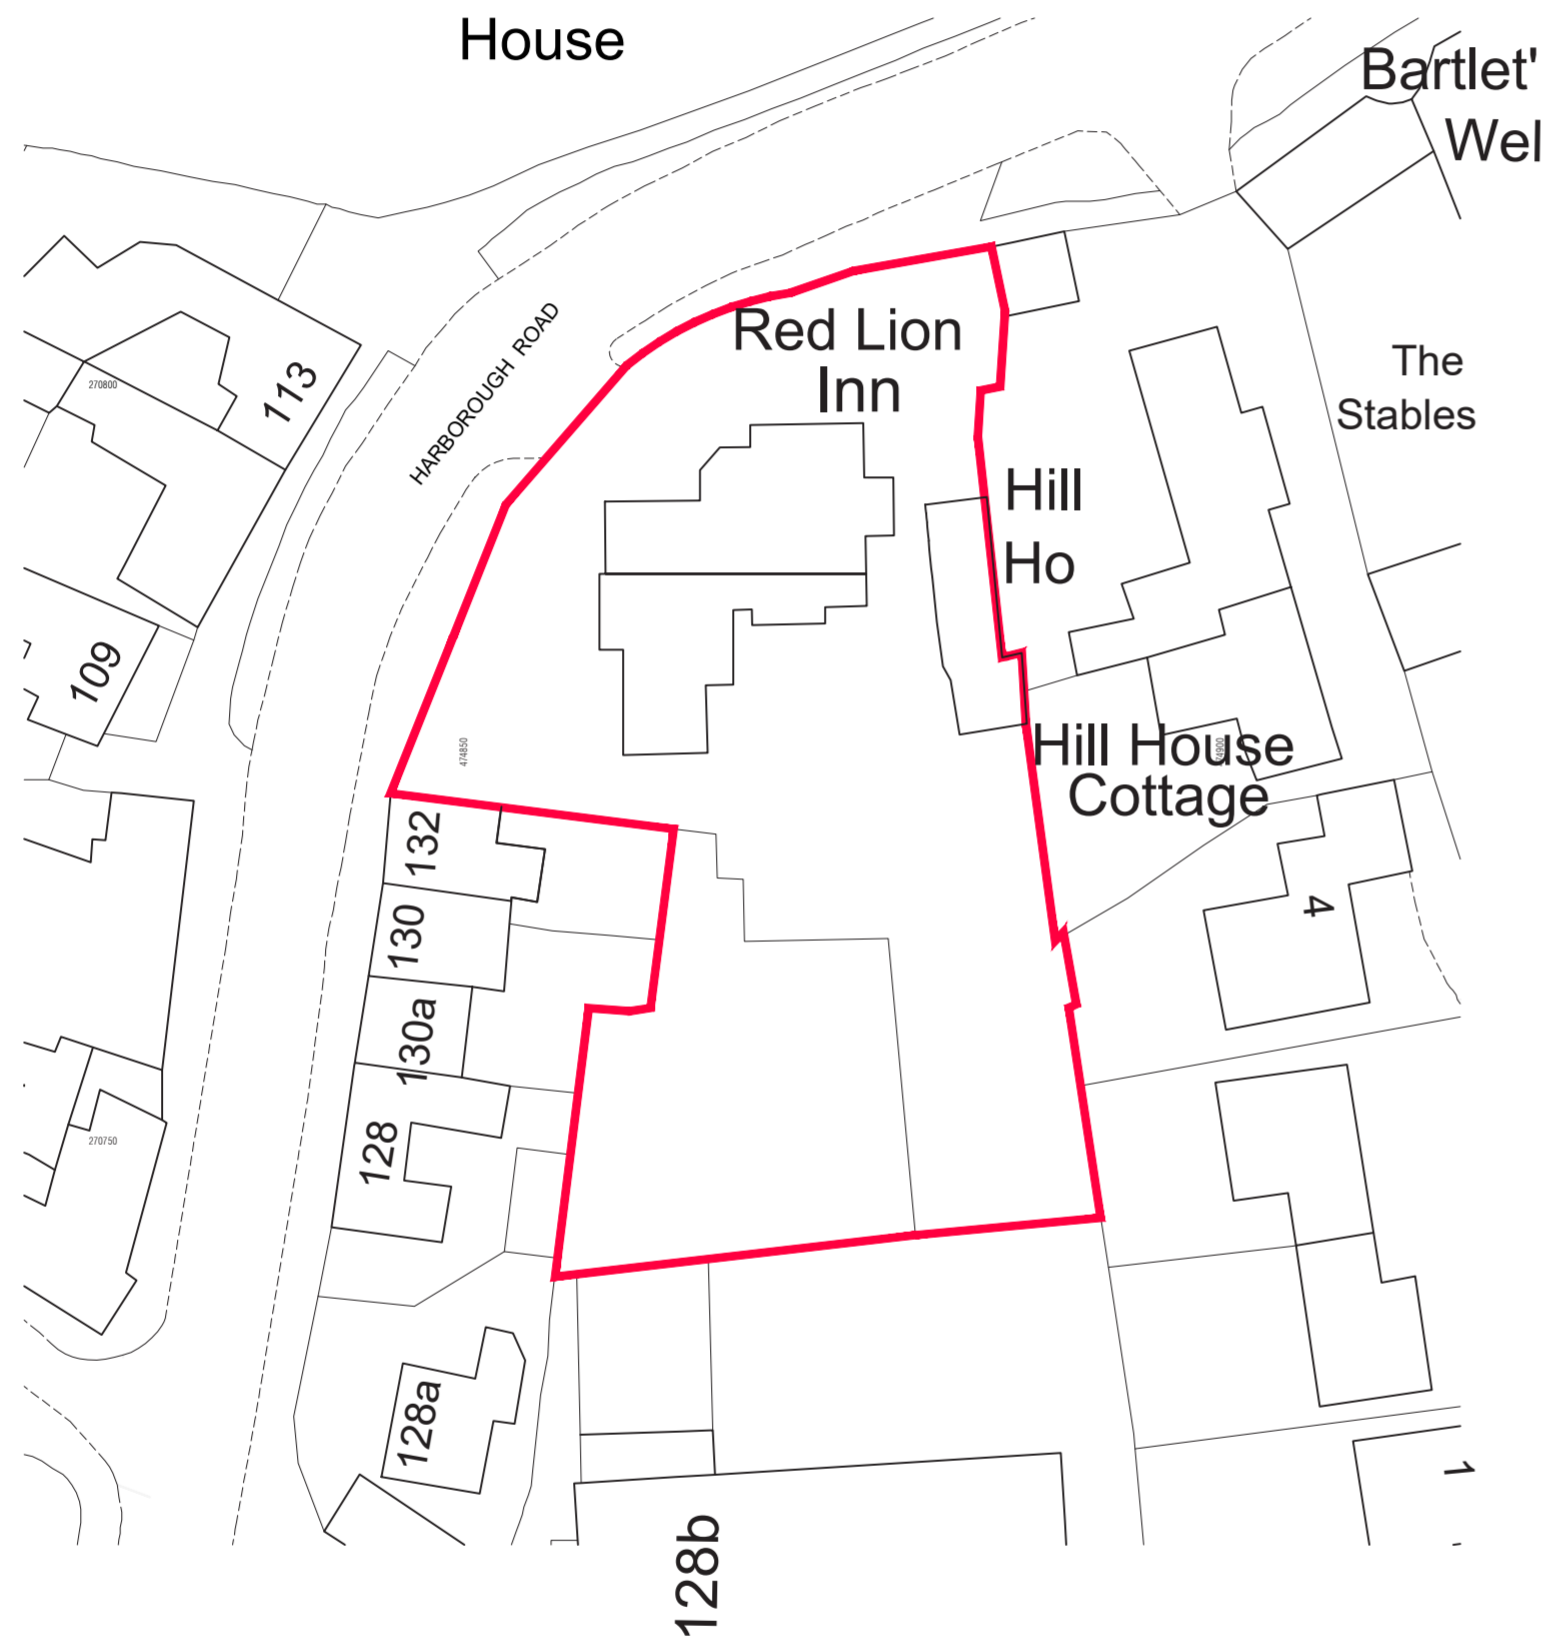 House
Bartlet'
Wel
Red Lion
Inn
HARBOROUGH ROAD
The
Stables
113
270800
Hill
Ho
109
474850
Hill House
Cottage
132
130
4
130a
128
270750
128a
1
128b